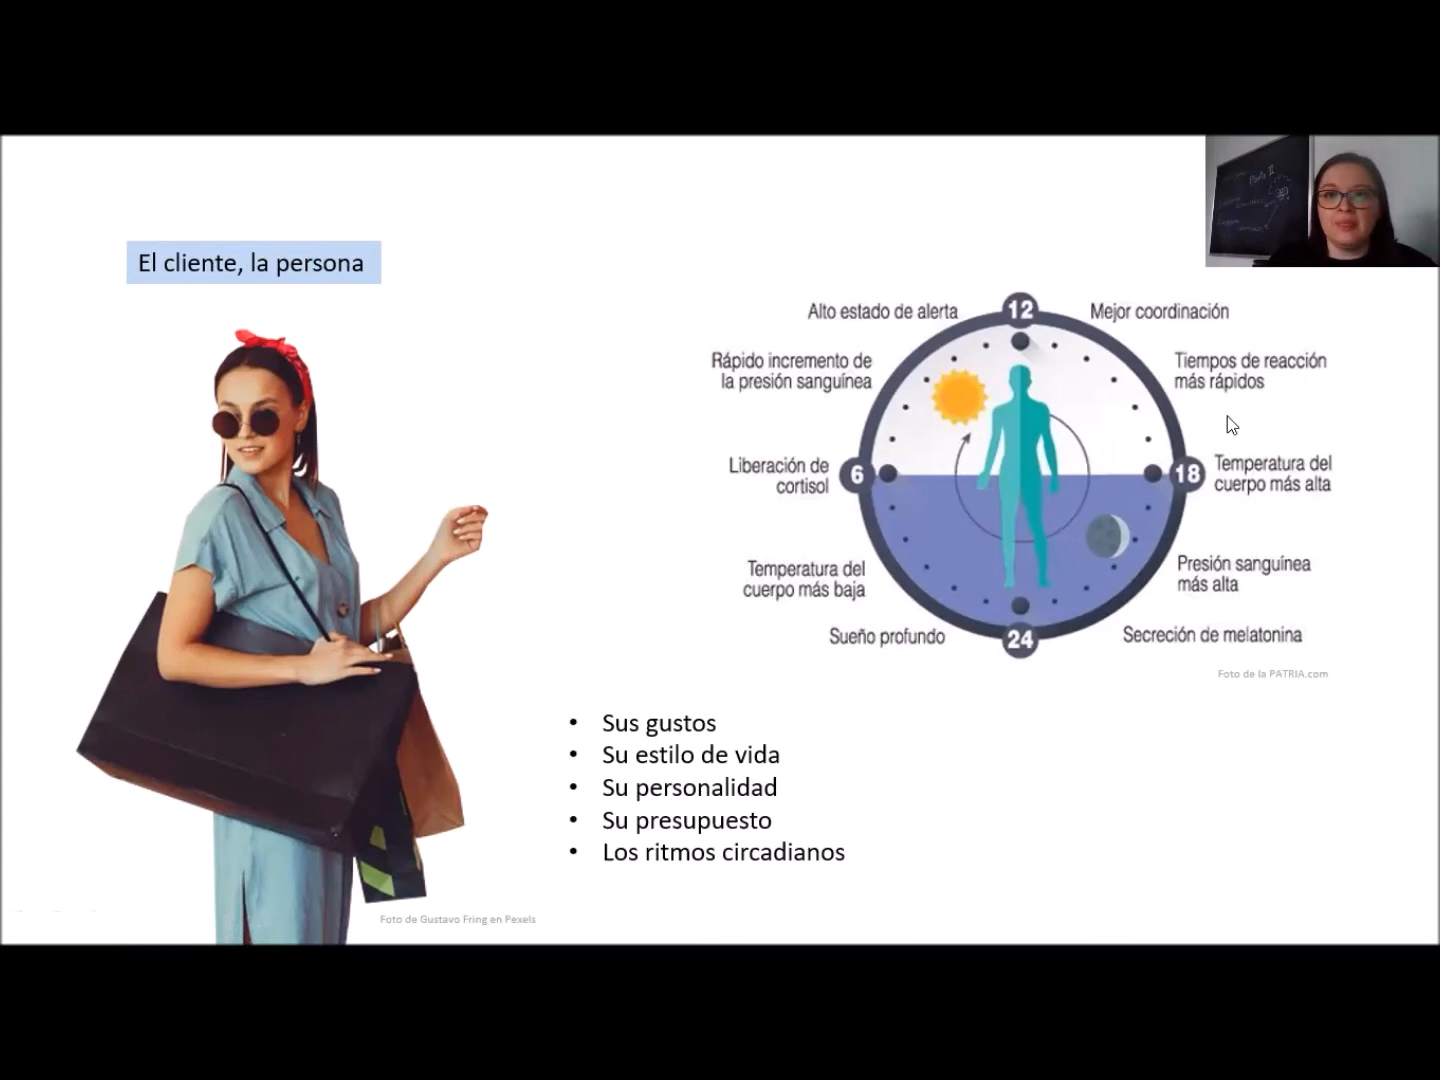 El cliente, la persona
12
Alto estado de alerta
Mejor coordinación
Rápido incremento de
la presión sanguínea
Tiempos de reacción
más rápidos
Liberación de
cortisol
6
18
Temperatura del
cuerpo más alta
Temperatura del
cuerpo más baja
Presión sanguínea
más alta
Sueño profundo
24
Secreción de melatonina
Foto de la PATRIA.com
• Sus gustos
• Su estilo de vida
• Su personalidad
• Su presupuesto
• Los ritmos circadianos
Foto de Gustavo Fring en Pexels